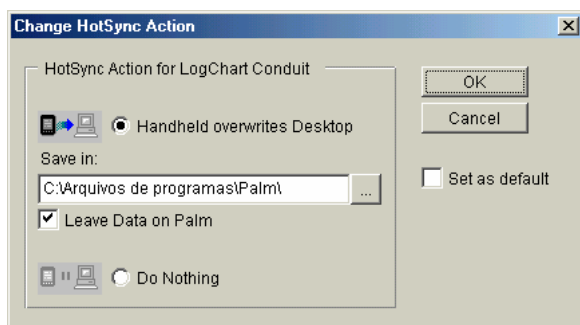 Change HotSync Action
HotSync Action for LogChart Conduit
Handheld overwrites Desktop
Save in:
C:\Arquivos de programas\Palm\
...
Leave Data on Palm
Do Nothing
OK
Cancel
Set as default